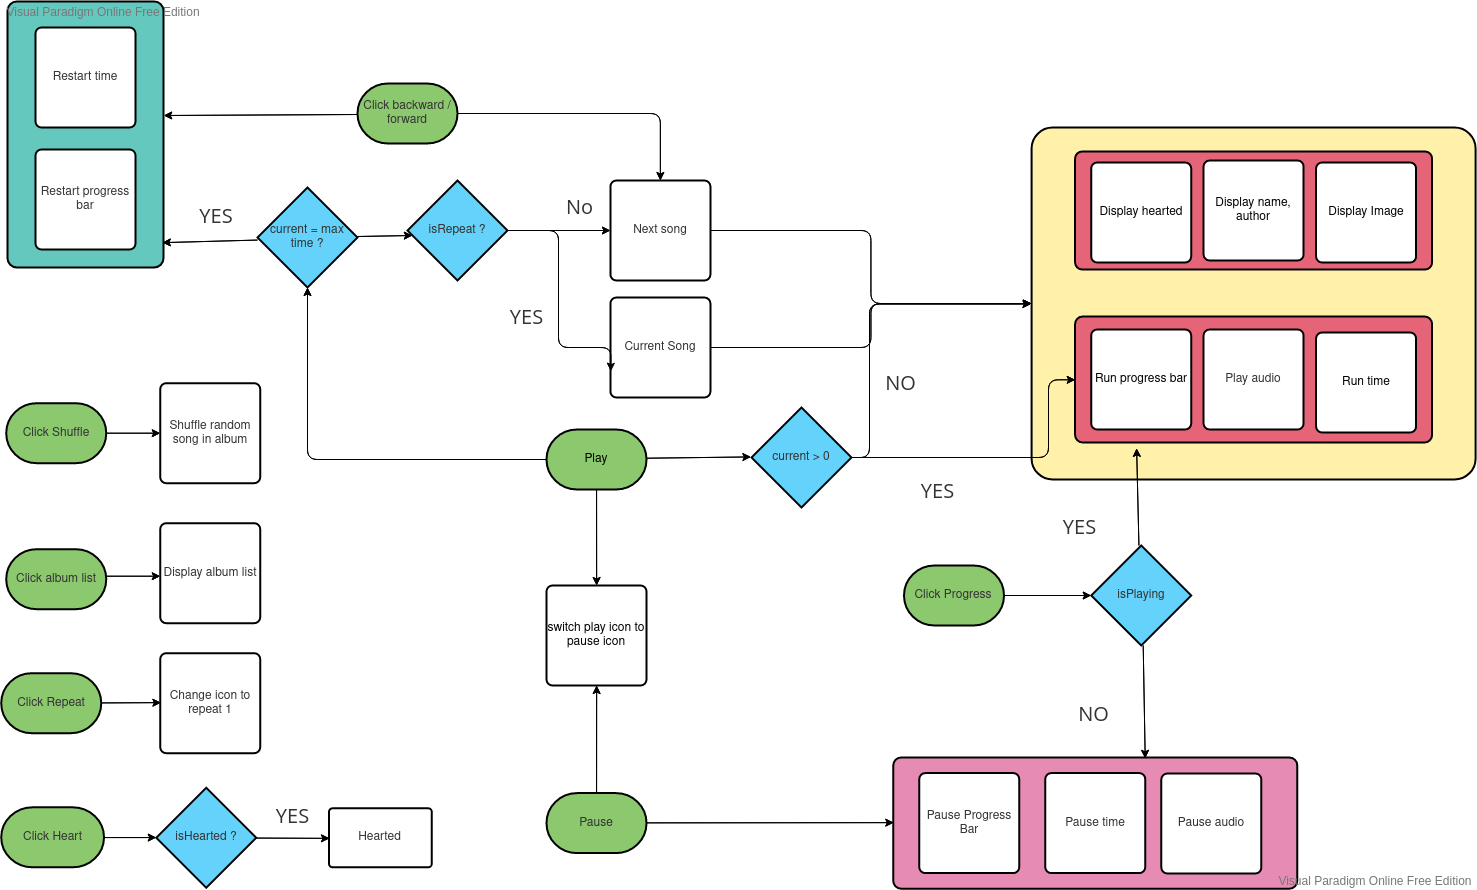 Visual Paradigm Online Free Edition
Restart time
Restart progress
bar
Click backward /
forward
YES
current = max
time ?
isRepeat ?
No
YES
Next song
Current Song
Display hearted
Display name,
author
Display Image
Run progress bar
Play audio
Run time
NO
Click Shuffle
Shuffle random
song in album
Play
current > 0
YES
YES
Click album list
Display album list
switch play icon to
pause icon
Click Progress
isPlaying
Click Repeat
Change icon to
repeat 1
NO
Click Heart
isHearted ?
YES
Hearted
Pause
Pause Progress
Bar
Pause time
Pause audio
Visual Paradigm Online Free Edition